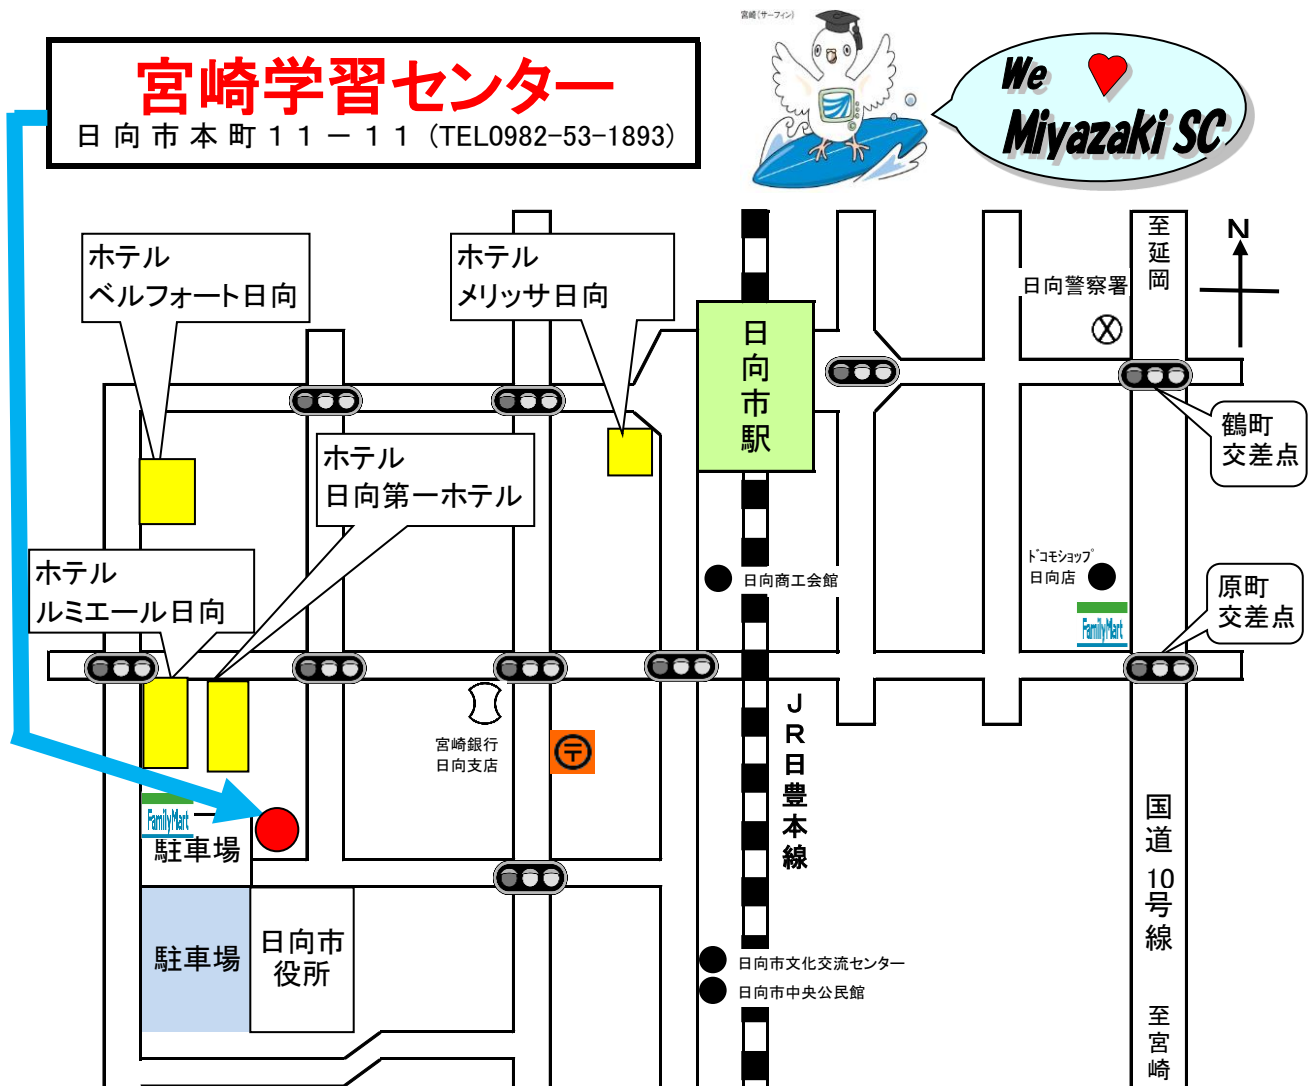 宮崎(サーフィン)
宮崎学習センター
日向市本町11－11（TEL0982-53-1893）
We
Miyazaki SC
ホテル
ベルフォート日向
ホテル
メリッサ日向
日向市駅
至延岡
N
日向警察署
鶴町
交差点
ホテル
日向第一ホテル
ホテル
ルミエール日向
日向商工会館
ドコモショップ
日向店
FamilyMart
原町
交差点
宮崎銀行
日向支店
JR日豊本線
FamilyMart
駐車場
駐車場
日向市
役所
国道10号線
日向市文化交流センター
日向市中央公民館
至宮崎